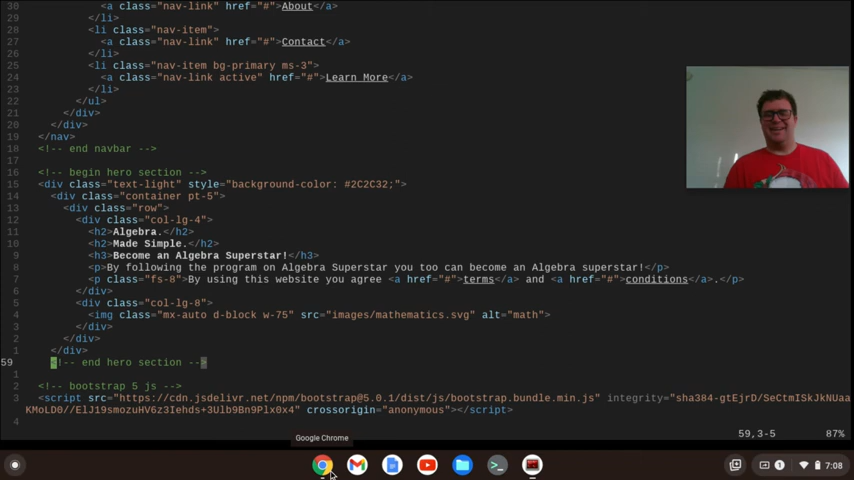 30 <a class="nav-link" href="#">About</a>
29 </li>
28 <li class="nav-item">
27 <a class="nav-link" href="#">Contact</a>
26 </li>
25 <li class="nav-item bg-primary ms-3">
24 <a class="nav-link active" href="#">Learn More</a>
23 </li>
22 </ul>
21 </div>
20 </div>
19 </nav>
18 <!-- end navbar -->
17
16 <!-- begin hero section -->
15 <div class="text-light" style="background-color: #2C2C32;">
14 <div class="container pt-5">
13 <div class="row">
12 <div class="col-lg-4">
11 <h2>Algebra.</h2>
10 <h2>Made Simple.</h2>
9 <h3>Become an Algebra Superstar!</h3>
8 <p>By following the program on Algebra Superstar you too can become an Algebra superstar!</p>
7 <p class="fs-8">By using this website you agree <a href="#">terms</a> and <a href="#">conditions</a>.</p>
6 </div>
5 <div class="col-lg-8">
4 <img class="mx-auto d-block w-75" src="images/mathematics.svg" alt="math">
3 </div>
2 </div>
1 </div>
59 <!-- end hero section -->
1
2 <!-- bootstrap 5 js -->
3 <script src="https://cdn.jsdelivr.net/npm/bootstrap@5.0.1/dist/js/bootstrap.bundle.min.js" integrity="sha384-gtEjrD/SeCtmISkJkNUaa
KMoLD0//ElJ19smozuHV6z3Iehds+3Ulb9Bn9Plx0x4" crossorigin="anonymous"></script>
4
59,3-5 87%
Google Chrome
1 7:08